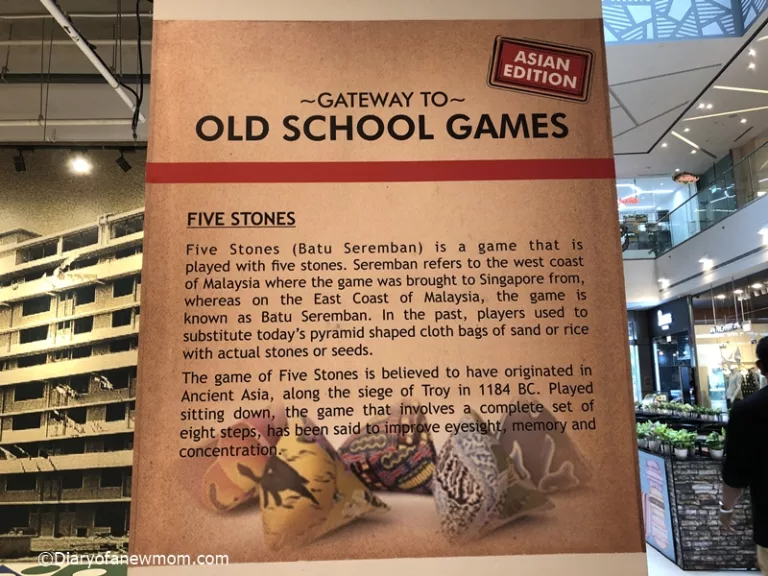 ASIAN
EDITION
~GATEWAY TO~
OLD SCHOOL GAMES
FIVE STONES
Five Stones (Batu Seremban) is a game that is
played with five stones. Seremban refers to the west coast
of Malaysia where the game was brought to Singapore from,
whereas on the East Coast of Malaysia, the game is
known as Batu Seremban. In the past, players used to
substitute today's pyramid shaped cloth bags of sand or rice
with actual stones or seeds.
The game of Five Stones is believed to have originated in
Ancient Asia, along the siege of Troy in 1184 BC. Played
sitting down, the game that involves a complete set of
eight steps, has been said to improve eyesight, memory and
concentration.
©Diaryofanewmom.com